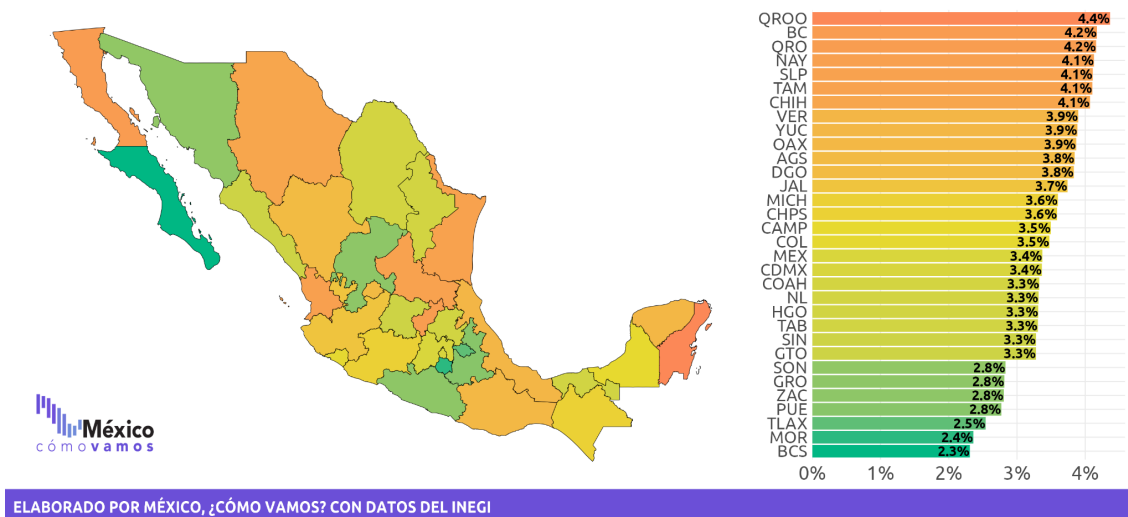 QROO 4.4%
BC 4.2%
QRO 4.2%
NAY 4.1%
SLP 4.1%
TAM 4.1%
CHIH 4.1%
VER 3.9%
YUC 3.9%
OAX 3.9%
AGS 3.8%
DGO 3.8%
JAL 3.7%
MICH 3.6%
CHPS 3.6%
CAMP 3.5%
COL 3.5%
MEX 3.4%
CDMX 3.4%
COAH 3.3%
NL 3.3%
HGO 3.3%
TAB 3.3%
SIN 3.3%
GTO 3.3%
SON 2.8%
GRO 2.8%
ZAC 2.8%
PUE 2.8%
TLAX 2.5%
MOR 2.4%
BCS 2.3%
0% 1% 2% 3% 4%
México
cómovamos
ELABORADO POR MÉXICO, ¿CÓMO VAMOS? CON DATOS DEL INEGI